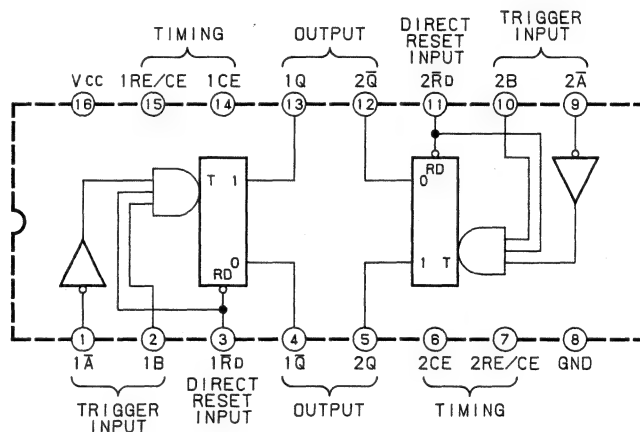 TIMING OUTPUT DIRECT RESET INPUT TRIGGER INPUT
VCC 1RE/CE 1CE 1Q 2Q̅ 2R̅D 2B 2A̅
16 15 14 13 12 11 10 9
T 1
0
RD
RD
0
1 T
1 2 3 4 5 6 7 8
1A̅ 1B 1R̅D 1Q̅ 2Q 2CE 2RE/CE GND
TRIGGER INPUT DIRECT RESET INPUT OUTPUT TIMING